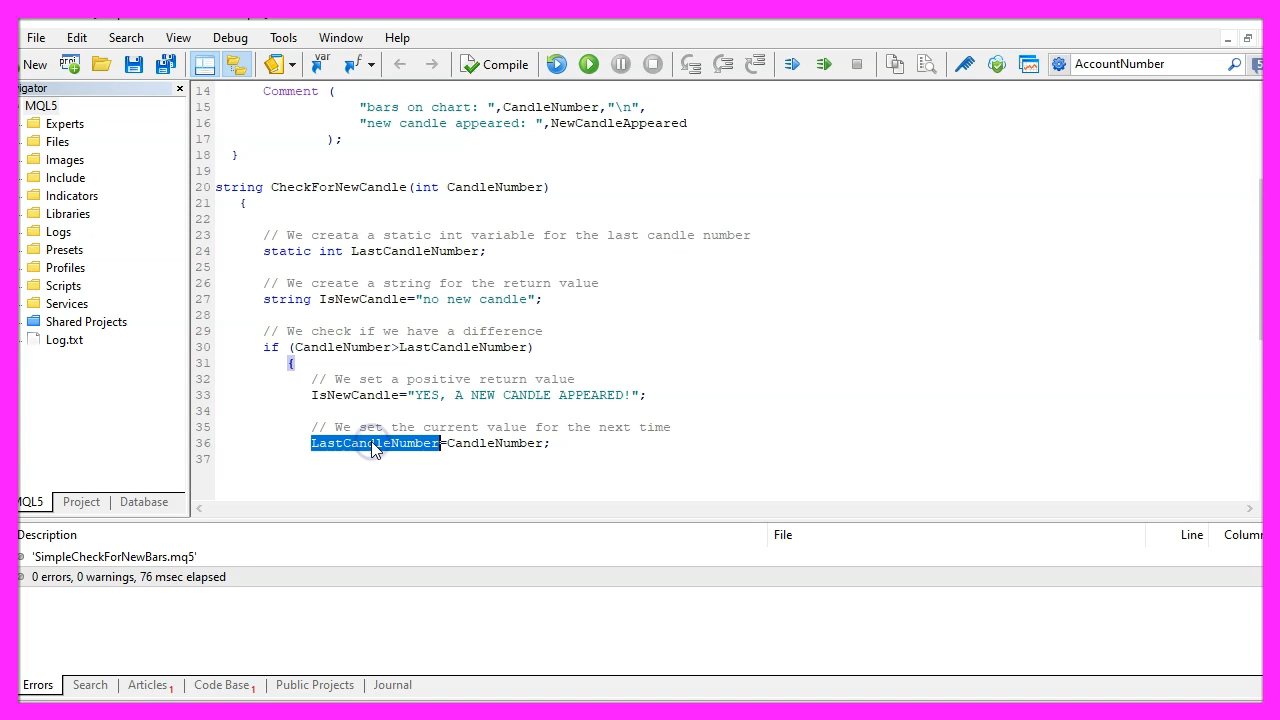 File Edit Search View Debug Tools Window Help
New Compile AccountNumber
igator
MQL5
Experts
Files
Images
Include
Indicators
Libraries
Logs
Presets
Profiles
Scripts
Services
Shared Projects
Log.txt
MQL5 Project Database
14 Comment (
15 "bars on chart: ",CandleNumber,"\n",
16 "new candle appeared: ",NewCandleAppeared
17 );
18 }
19
20 string CheckForNewCandle(int CandleNumber)
21 {
22
23 // We creata a static int variable for the last candle number
24 static int LastCandleNumber;
25
26 // We create a string for the return value
27 string IsNewCandle="no new candle";
28
29 // We check if we have a difference
30 if (CandleNumber>LastCandleNumber)
31 {
32 // We set a positive return value
33 IsNewCandle="YES, A NEW CANDLE APPEARED!";
34
35 // We set the current value for the next time
36 LastCandleNumber=CandleNumber;
37
Description File Line Colum
'SimpleCheckForNewBars.mq5'
0 errors, 0 warnings, 76 msec elapsed
Errors Search Articles 1 Code Base 1 Public Projects Journal